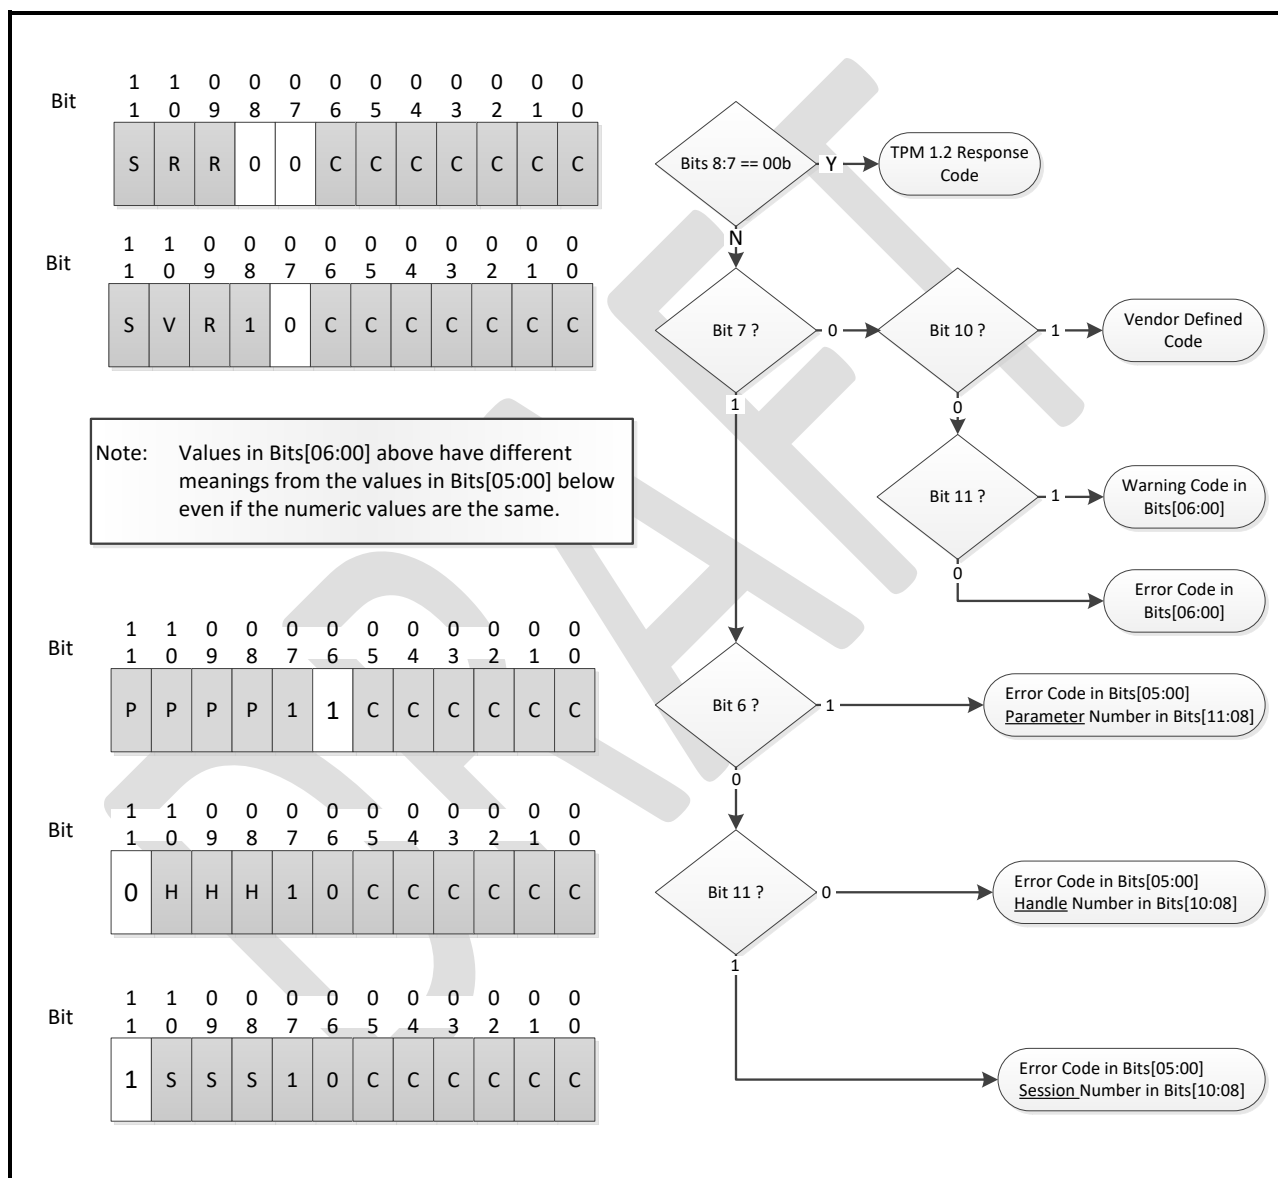 1 1 0 0 0 0 0 0 0 0 0 0
Bit 1 0 9 8 7 6 5 4 3 2 1 0
S R R 0 0 C C C C C C C
Bits 8:7 == 00b
Y
TPM 1.2 Response
Code
N
1 1 0 0 0 0 0 0 0 0 0 0
Bit 1 0 9 8 7 6 5 4 3 2 1 0
S V R 1 0 C C C C C C C
Bit 7 ?
0
Bit 10 ?
1
Vendor Defined
Code
1
0
Note: Values in Bits[06:00] above have different
meanings from the values in Bits[05:00] below
even if the numeric values are the same.
Bit 11 ?
1
Warning Code in
Bits[06:00]
0
Error Code in
Bits[06:00]
1 1 0 0 0 0 0 0 0 0 0 0
Bit 1 0 9 8 7 6 5 4 3 2 1 0
P P P P 1 1 C C C C C C
Bit 6 ?
1
Error Code in Bits[05:00]
Parameter Number in Bits[11:08]
0
1 1 0 0 0 0 0 0 0 0 0 0
Bit 1 0 9 8 7 6 5 4 3 2 1 0
0 H H H 1 0 C C C C C C
Bit 11 ?
0
Error Code in Bits[05:00]
Handle Number in Bits[10:08]
1
1 1 0 0 0 0 0 0 0 0 0 0
Bit 1 0 9 8 7 6 5 4 3 2 1 0
1 S S S 1 0 C C C C C C
Error Code in Bits[05:00]
Session Number in Bits[10:08]
DRAFT